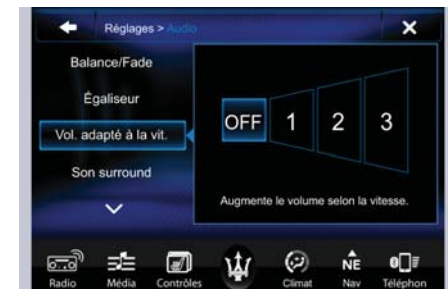 Réglages > Audio
Balance/Fade
Égaliseur
Vol. adapté à la vit.
Son surround
OFF 1 2 3
Augmente le volume selon la vitesse.
Radio Média Contrôles Climat NE Nav Téléphon